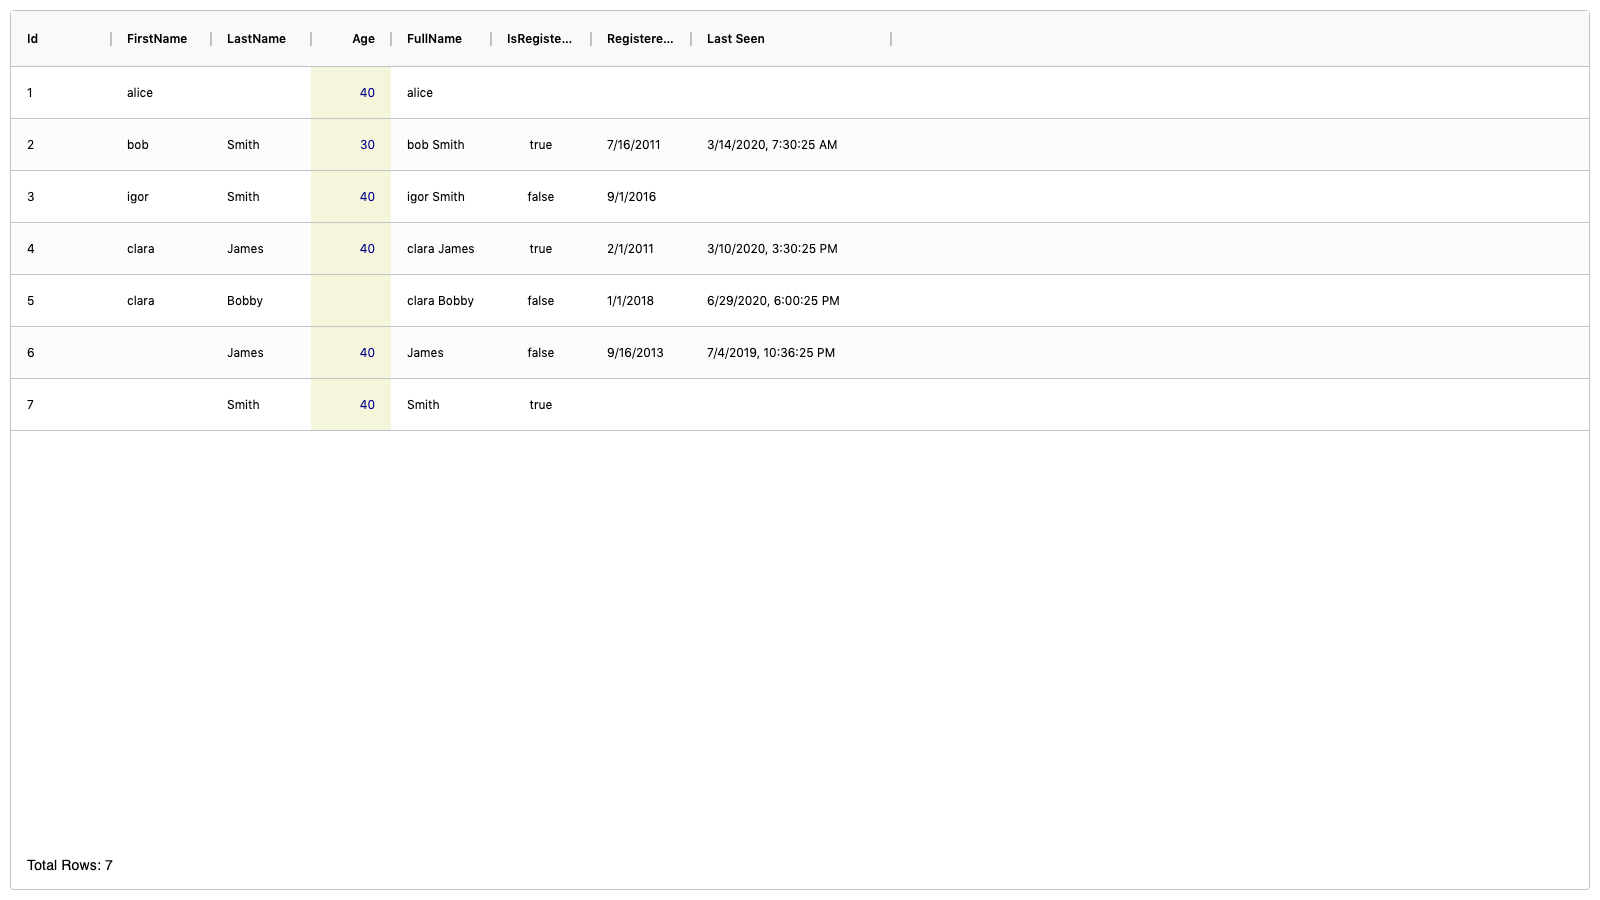 Id FirstName LastName Age FullName IsRegiste... Registere... Last Seen
1 alice 40 alice
2 bob Smith 30 bob Smith true 7/16/2011 3/14/2020, 7:30:25 AM
3 igor Smith 40 igor Smith false 9/1/2016
4 clara James 40 clara James true 2/1/2011 3/10/2020, 3:30:25 PM
5 clara Bobby clara Bobby false 1/1/2018 6/29/2020, 6:00:25 PM
6 James 40 James false 9/16/2013 7/4/2019, 10:36:25 PM
7 Smith 40 Smith true
Total Rows: 7